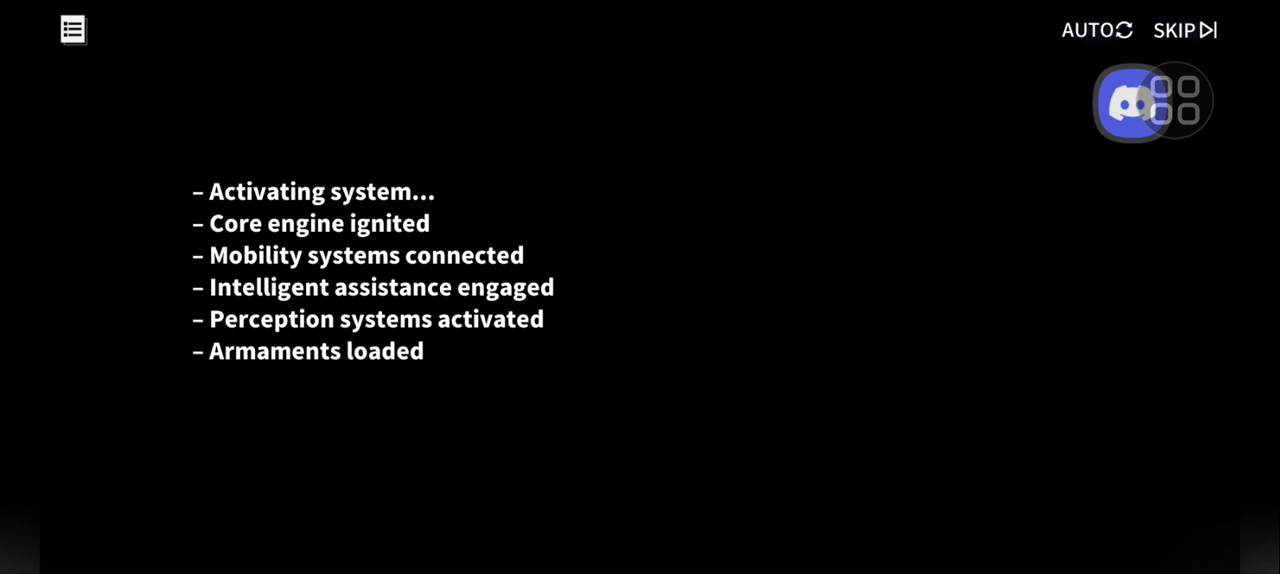 AUTO SKIP
– Activating system...
– Core engine ignited
– Mobility systems connected
– Intelligent assistance engaged
– Perception systems activated
– Armaments loaded